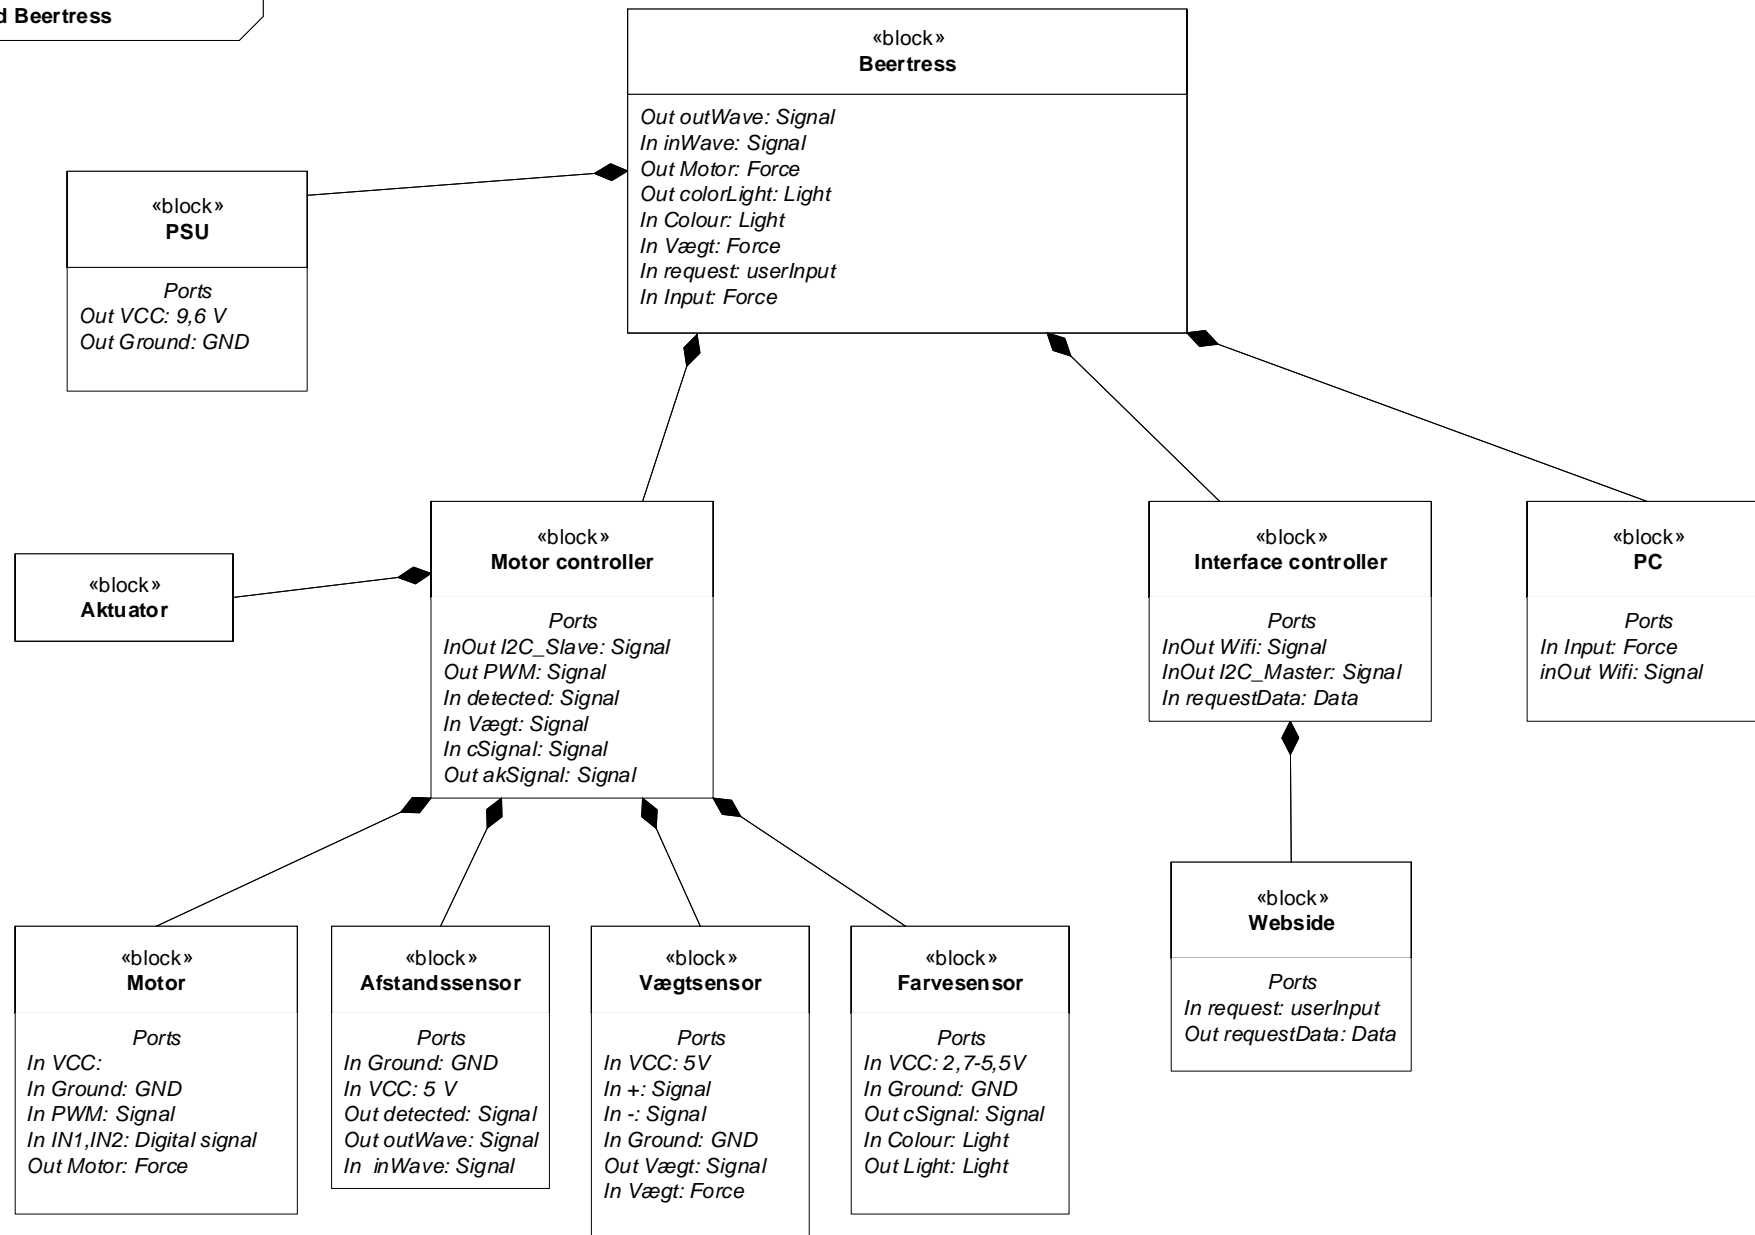 d Beertress
«block»
Beertress
Out outWave: Signal
In inWave: Signal
Out Motor: Force
Out colorLight: Light
In Colour: Light
In Vægt: Force
In request: userInput
In Input: Force
«block»
PSU
Ports
Out VCC: 9,6 V
Out Ground: GND
«block»
Aktuator
«block»
Motor controller
Ports
InOut I2C_Slave: Signal
Out PWM: Signal
In detected: Signal
In Vægt: Signal
In cSignal: Signal
Out akSignal: Signal
«block»
Interface controller
Ports
InOut Wifi: Signal
InOut I2C_Master: Signal
In requestData: Data
«block»
PC
Ports
In Input: Force
inOut Wifi: Signal
«block»
Motor
Ports
In VCC:
In Ground: GND
In PWM: Signal
In IN1,IN2: Digital signal
Out Motor: Force
«block»
Afstandssensor
Ports
In Ground: GND
In VCC: 5 V
Out detected: Signal
Out outWave: Signal
In inWave: Signal
«block»
Vægtsensor
Ports
In VCC: 5V
In +: Signal
In -: Signal
In Ground: GND
Out Vægt: Signal
In Vægt: Force
«block»
Farvesensor
Ports
In VCC: 2,7-5,5V
In Ground: GND
Out cSignal: Signal
In Colour: Light
Out Light: Light
«block»
Webside
Ports
In request: userInput
Out requestData: Data